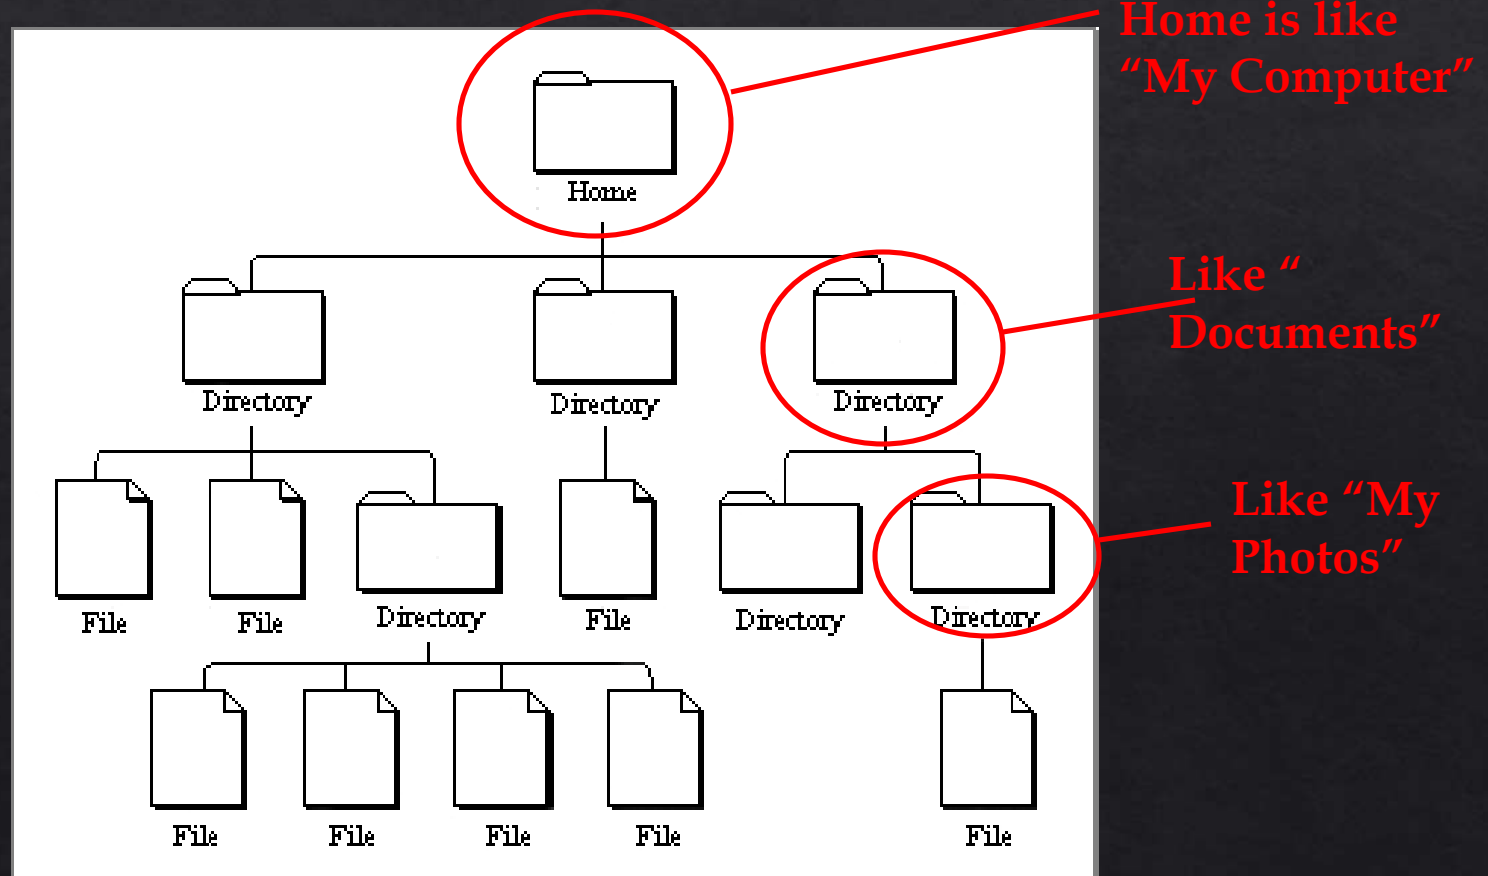 Home is like
“My Computer”
Home
Like “
Documents”
Directory
Directory
Directory
Like “My
Photos”
File
File
Directory
File
Directory
Directory
File
File
File
File
File